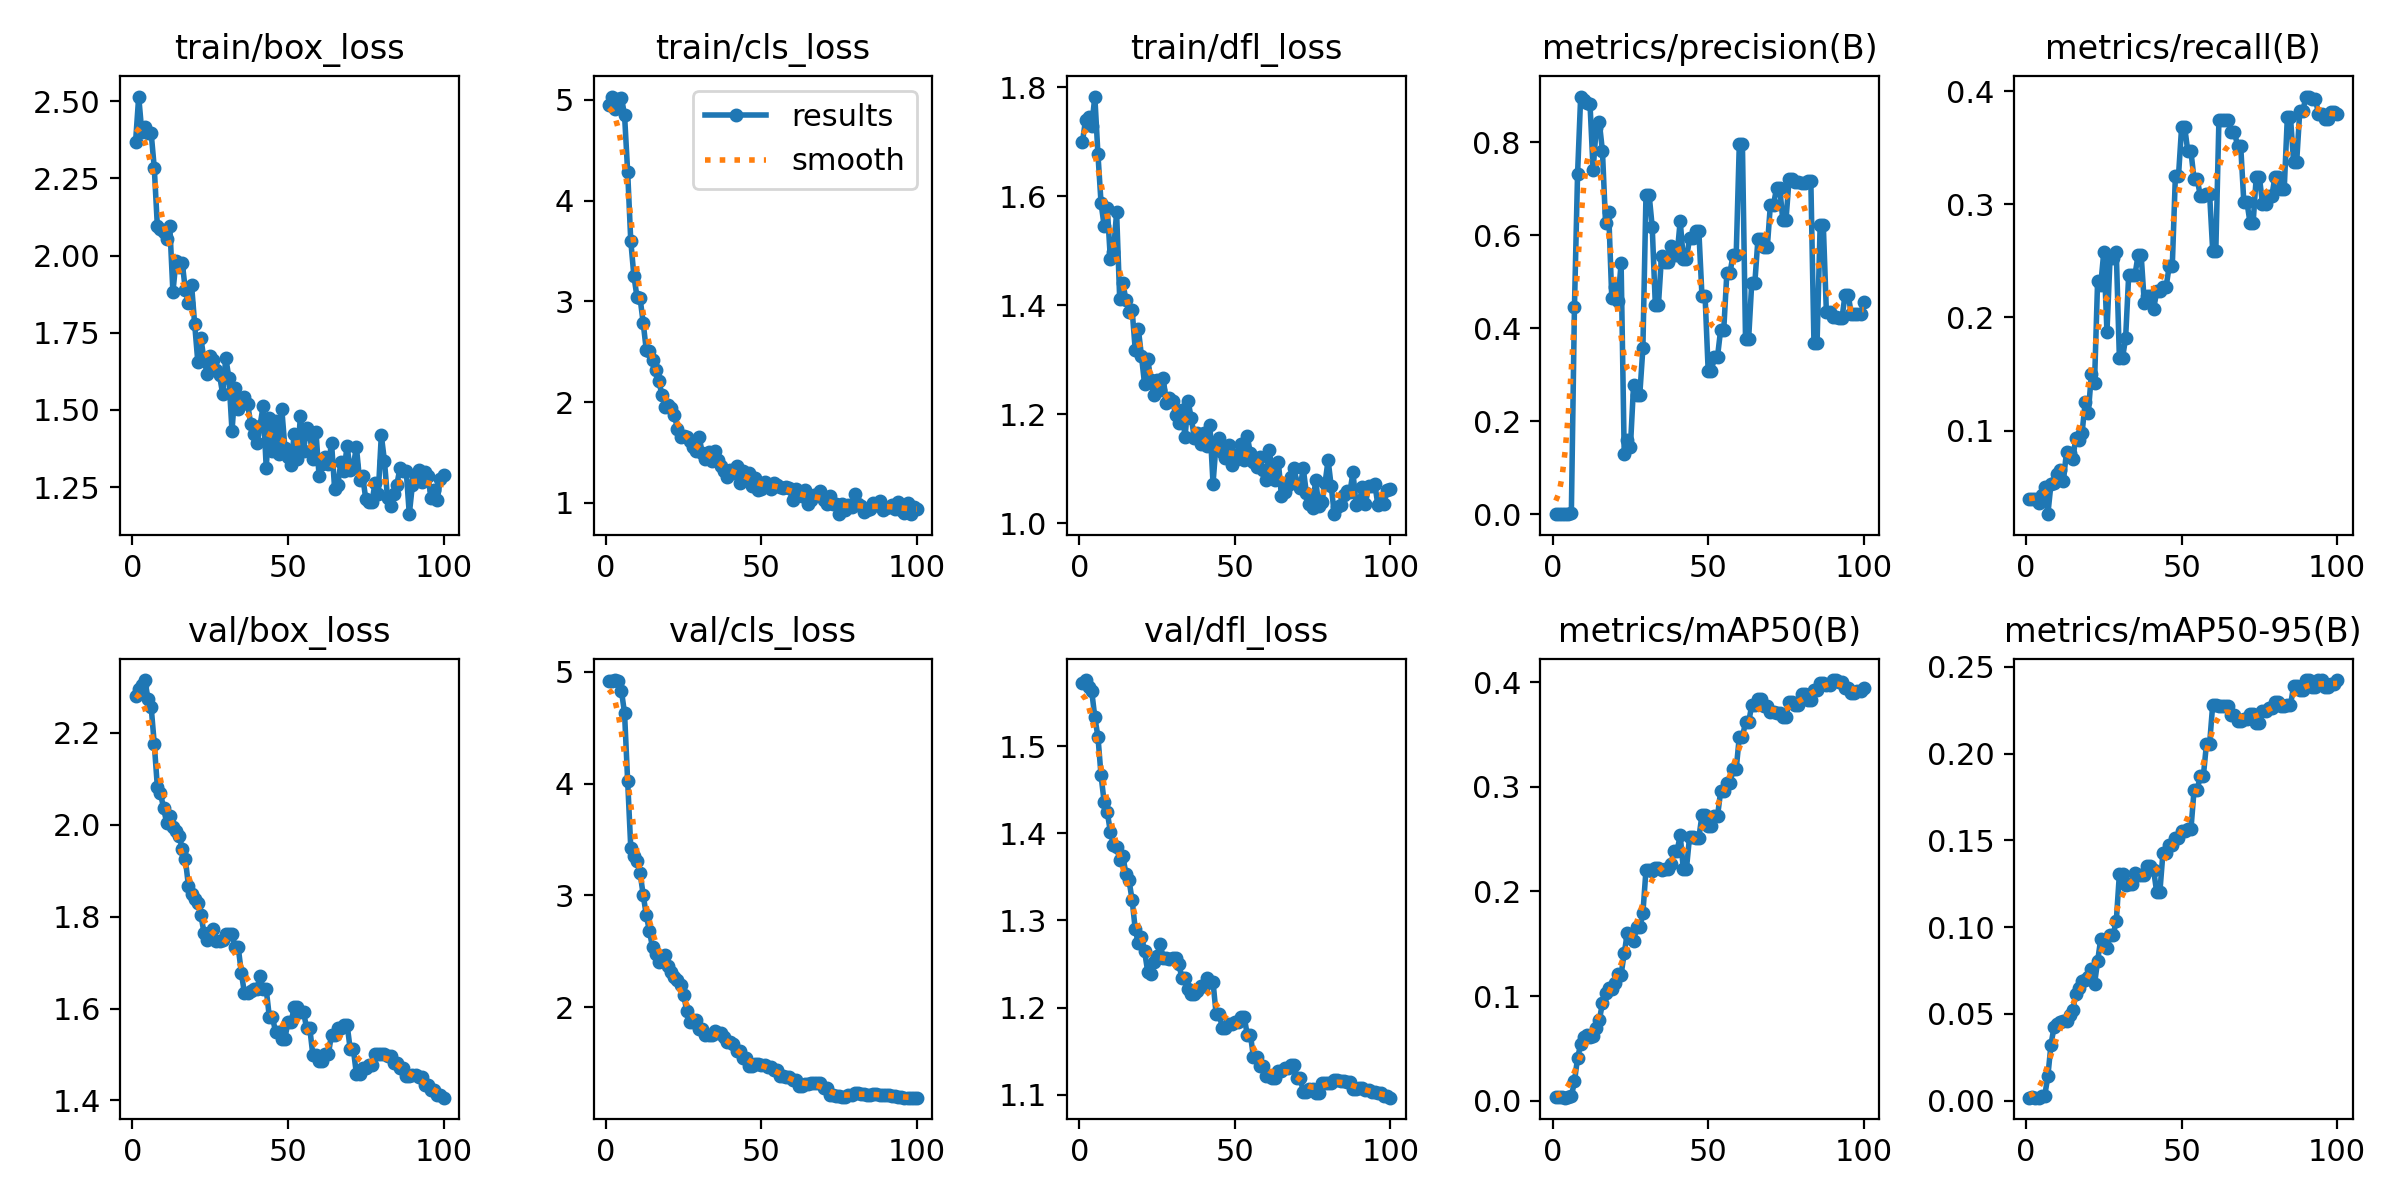 train/box_loss
2.50
2.25
2.00
1.75
1.50
1.25
0 50 100
train/cls_loss
5
4
3
2
1
results
smooth
0 50 100
train/dfl_loss
1.8
1.6
1.4
1.2
1.0
0 50 100
metrics/precision(B)
0.8
0.6
0.4
0.2
0.0
0 50 100
metrics/recall(B)
0.4
0.3
0.2
0.1
0 50 100
val/box_loss
2.2
2.0
1.8
1.6
1.4
0 50 100
val/cls_loss
5
4
3
2
0 50 100
val/dfl_loss
1.5
1.4
1.3
1.2
1.1
0 50 100
metrics/mAP50(B)
0.4
0.3
0.2
0.1
0.0
0 50 100
metrics/mAP50-95(B)
0.25
0.20
0.15
0.10
0.05
0.00
0 50 100